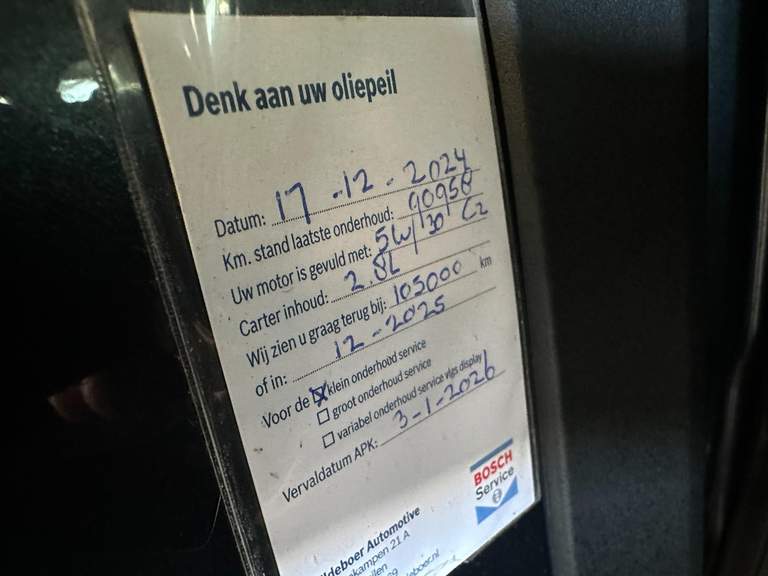 Denk aan uw oliepeil
Datum: 17-12-2024
Km. stand laatste onderhoud: 90958
Uw motor is gevuld met: 5W/30 C2
Carter inhoud: 2.8L
Wij zien u graag terug bij: 105000 km
of in: 12-2025
Voor de ☒ klein onderhoud service
☐ groot onderhoud service
☐ variabel onderhoud service vlgs display
Vervaldatum APK: 3-1-2026
BOSCH
Service
Automotive
21 A